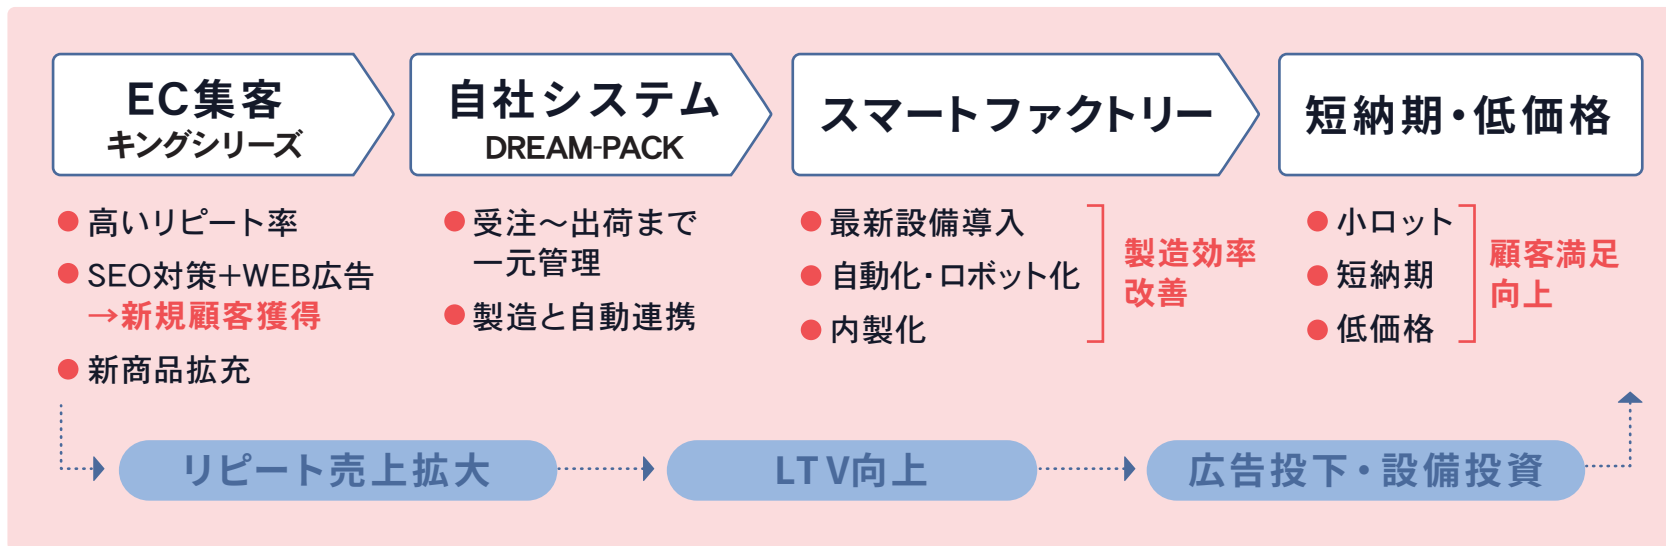 EC集客
キングシリーズ
自社システム
DREAM-PACK
スマートファクトリー
短納期・低価格
● 高いリピート率
● SEO対策+WEB広告
→新規顧客獲得
● 新商品拡充
● 受注〜出荷まで
一元管理
● 製造と自動連携
● 最新設備導入
● 自動化・ロボット化
● 内製化
製造効率
改善
● 小ロット
● 短納期
● 低価格
顧客満足
向上
リピート売上拡大
LTV向上
広告投下・設備投資